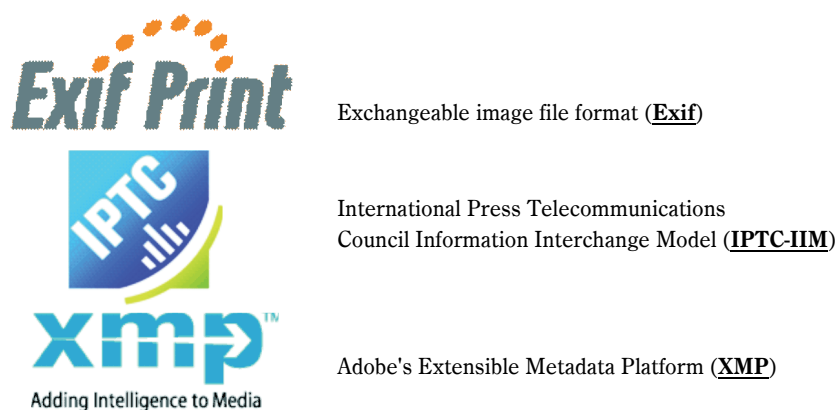 Exif Print
Exchangeable image file format (Exif)
IPTC
International Press Telecommunications
Council Information Interchange Model (IPTC-IIM)
xmp™
Adding Intelligence to Media
Adobe's Extensible Metadata Platform (XMP)